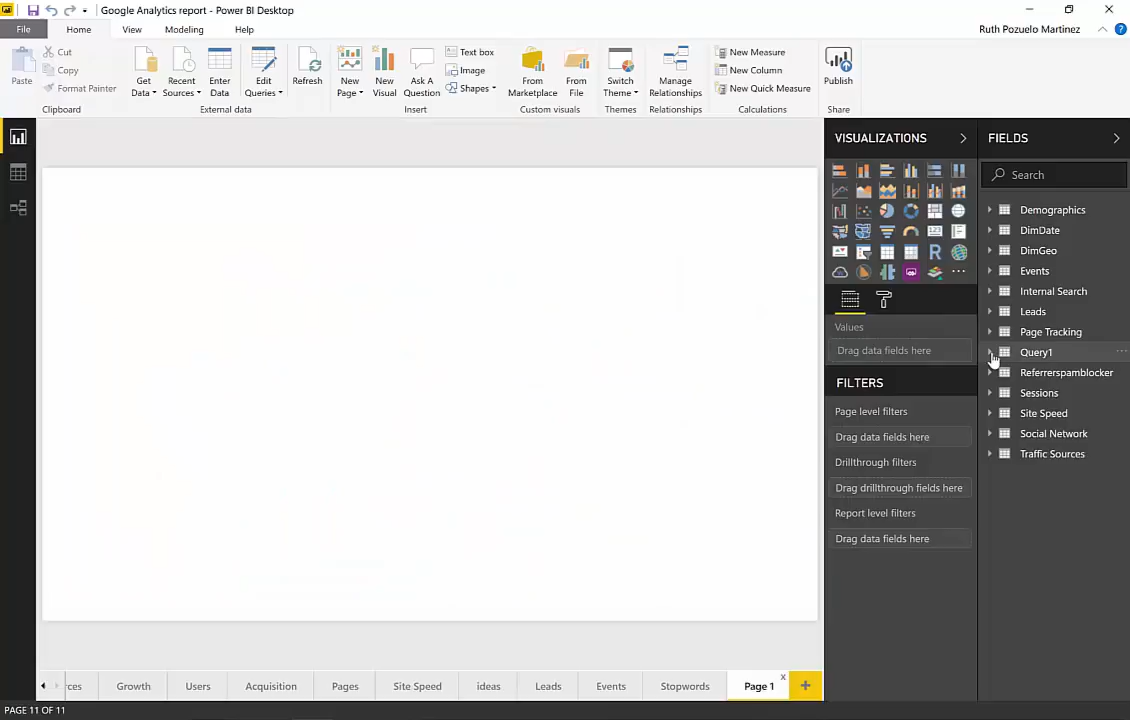 Google Analytics report - Power BI Desktop
File
Home
View
Modeling
Help
Ruth Pozuelo Martinez
Paste
Cut
Copy
Format Painter
Clipboard
Get Data
Recent Sources
Enter Data
Edit Queries
External data
Refresh
New Page
New Visual
Ask A Question
Text box
Image
Shapes
Insert
From Marketplace
From File
Custom visuals
Switch Theme
Themes
Manage Relationships
Relationships
New Measure
New Column
New Quick Measure
Calculations
Publish
Share
VISUALIZATIONS
Values
Drag data fields here
FILTERS
Page level filters
Drag data fields here
Drillthrough filters
Drag drillthrough fields here
Report level filters
Drag data fields here
FIELDS
Search
Demographics
DimDate
DimGeo
Events
Internal Search
Leads
Page Tracking
Query1
Referrerspamblocker
Sessions
Site Speed
Social Network
Traffic Sources
rces
Growth
Users
Acquisition
Pages
Site Speed
ideas
Leads
Events
Stopwords
Page 1
PAGE 11 OF 11